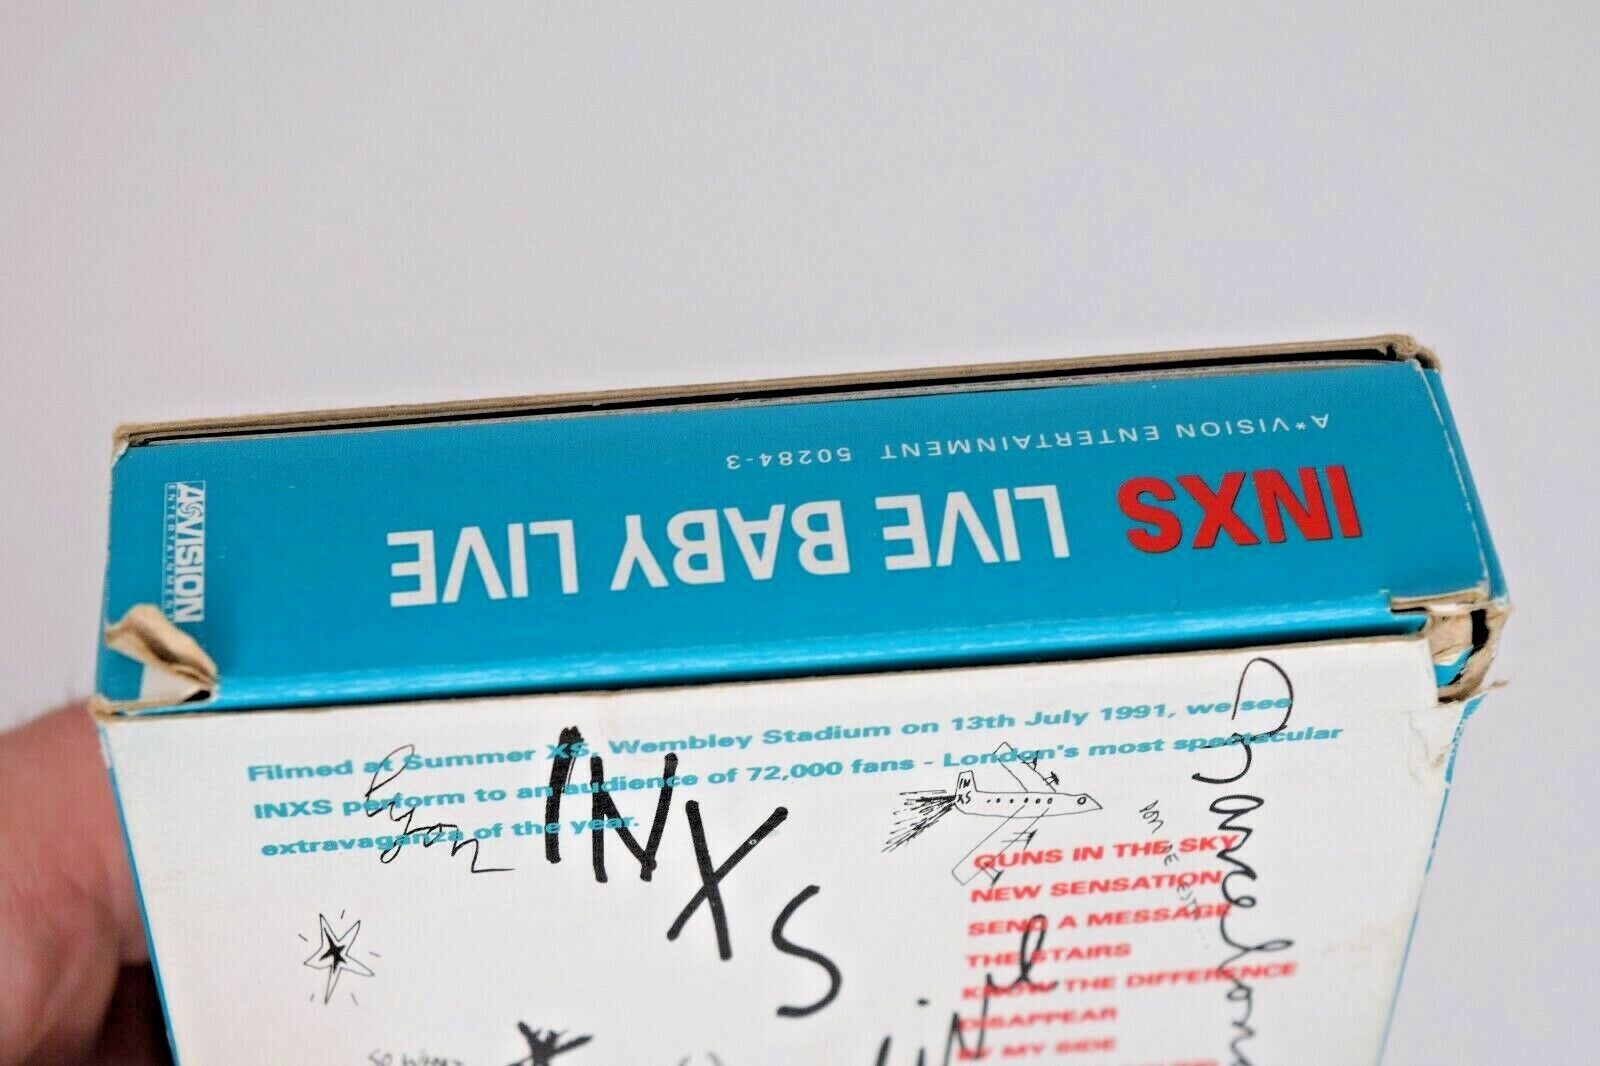 A*VISION ENTERTAINMENT 50284-3
INXS LIVE BABY LIVE
A*VISION
ENTERTAINMENT
Filmed at Summer XS, Wembley Stadium on 13th July 1991, we see
INXS perform to an audience of 72,000 fans - London's most spectacular
extravaganza of the year.
INXS
IN
XS
GUNS IN THE SKY
NEW SENSATION
SEND A MESSAGE
THE STAIRS
KNOW THE DIFFERENCE
DISAPPEAR
BY MY SIDE